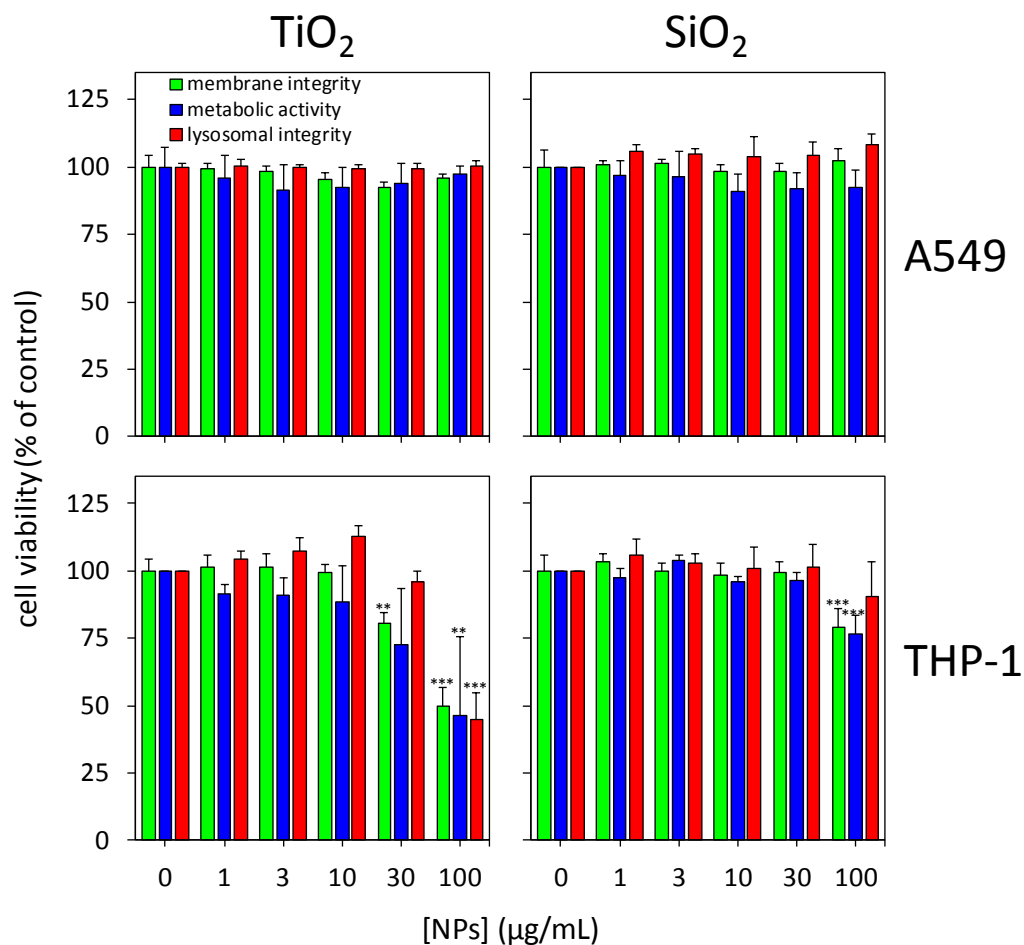 TiO₂ SiO₂
cell viability (% of control)
125
100
75
50
25
0
membrane integrity
metabolic activity
lysosomal integrity
A549
125
100
75
50
25
0
** *** ** ***
*** ***
THP-1
0 1 3 10 30 100 0 1 3 10 30 100
[NPs] (µg/mL)